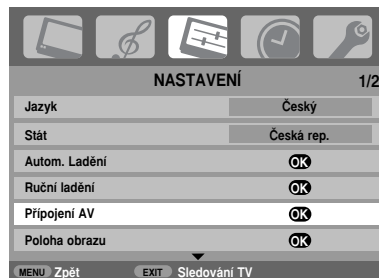 NASTAVENÍ 1/2
Jazyk Český
Stát Česká rep.
Autom. Ladění OK
Ruční ladění OK
Přípojení AV OK
Poloha obrazu OK
MENU Zpět EXIT Sledování TV